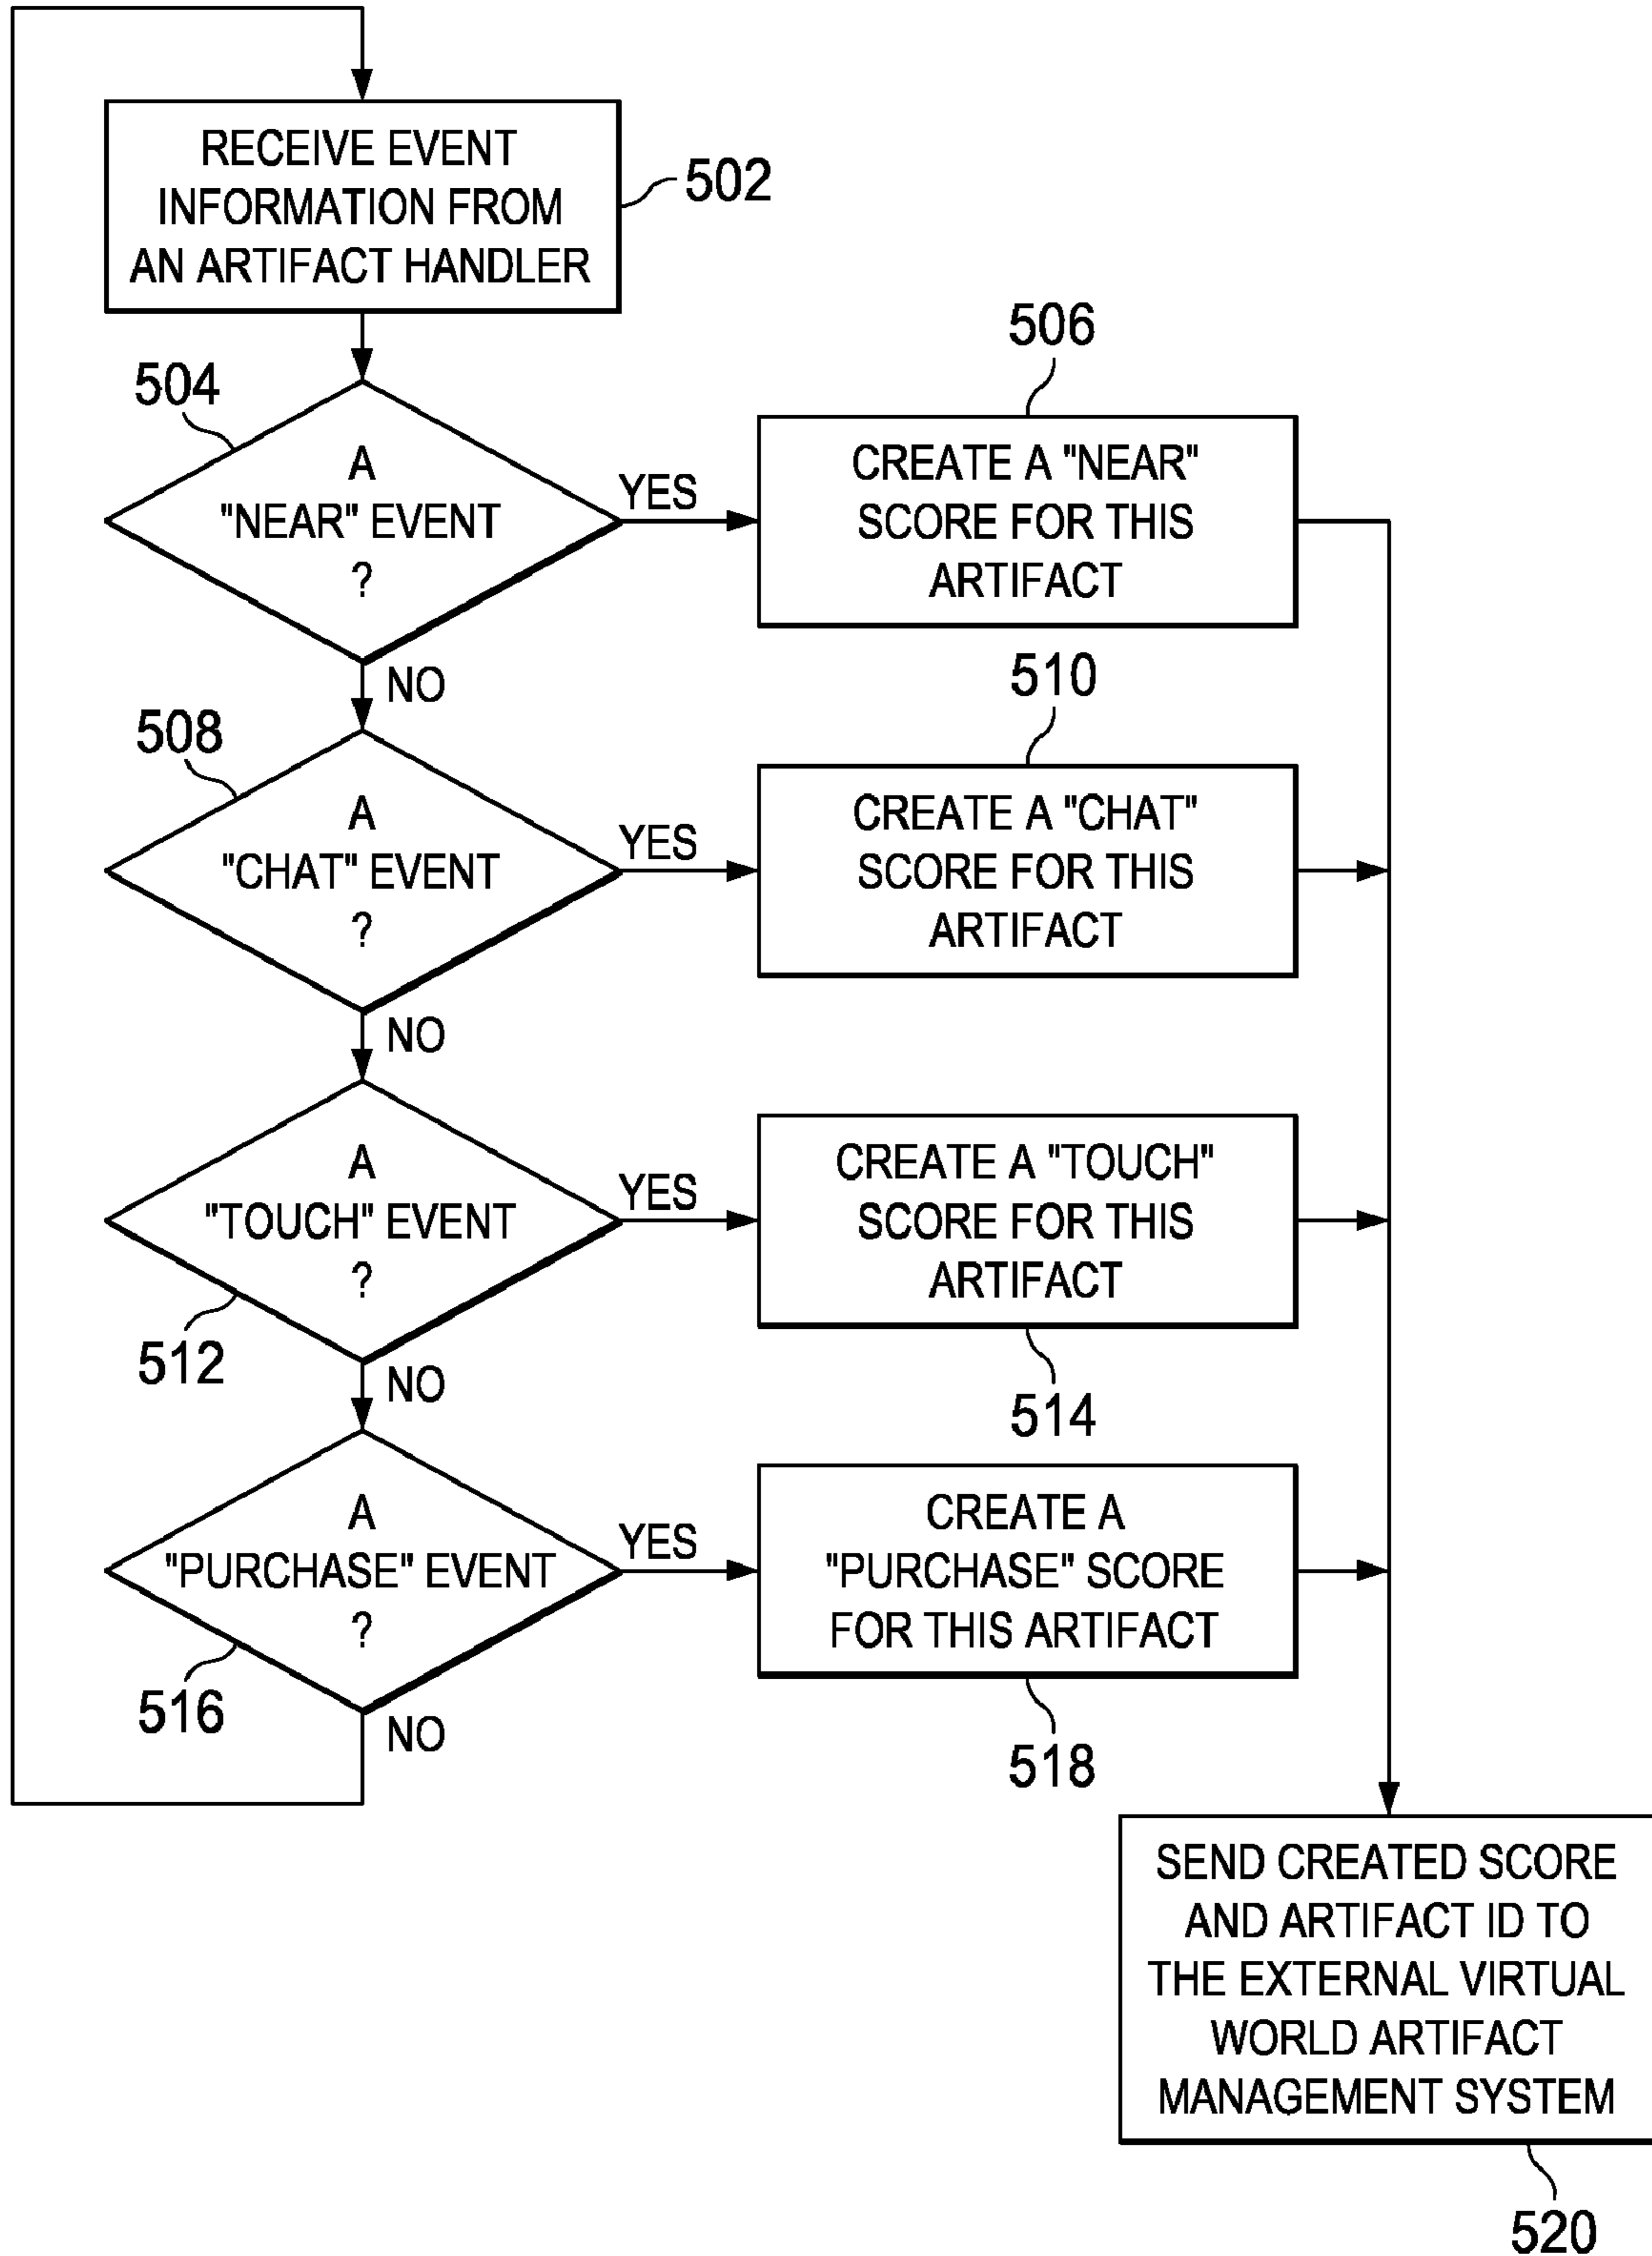 RECEIVE EVENT
INFORMATION FROM
AN ARTIFACT HANDLER
502
504
A
"NEAR" EVENT
?
YES
NO
506
CREATE A "NEAR"
SCORE FOR THIS
ARTIFACT
508
A
"CHAT" EVENT
?
YES
NO
510
CREATE A "CHAT"
SCORE FOR THIS
ARTIFACT
A
"TOUCH" EVENT
?
512
YES
NO
CREATE A "TOUCH"
SCORE FOR THIS
ARTIFACT
514
A
"PURCHASE" EVENT
?
516
YES
NO
CREATE A
"PURCHASE" SCORE
FOR THIS ARTIFACT
518
SEND CREATED SCORE
AND ARTIFACT ID TO
THE EXTERNAL VIRTUAL
WORLD ARTIFACT
MANAGEMENT SYSTEM
520